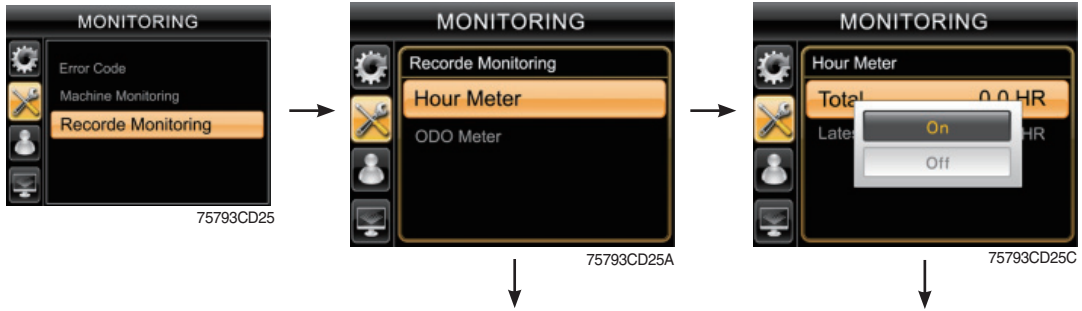 MONITORING
Error Code
Machine Monitoring
Recorde Monitoring
75793CD25
MONITORING
Recorde Monitoring
Hour Meter
ODO Meter
75793CD25A
MONITORING
Hour Meter
Total 0.0 HR
Lates HR
On
Off
75793CD25C